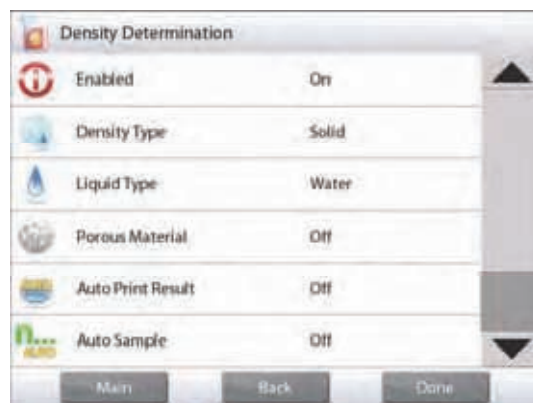 Density Determination
Enabled On
Density Type Solid
Liquid Type Water
Porous Material Off
Auto Print Result Off
n... AUTO Auto Sample Off
Main Back Done